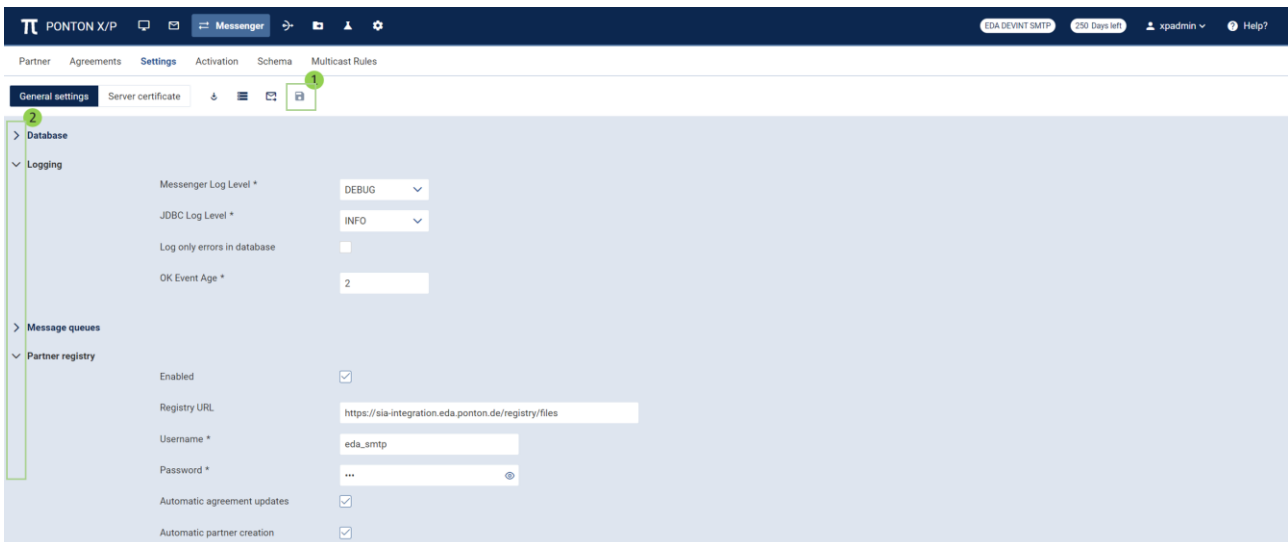 PONTON X/P Messenger EDA DEVINT SMTP 250 Days left xpadmin Help?
Partner Agreements Settings Activation Schema Multicast Rules
1
General settings Server certificate
2
Database
Logging
Messenger Log Level * DEBUG
JDBC Log Level * INFO
Log only errors in database
OK Event Age * 2
Message queues
Partner registry
Enabled
Registry URL https://sia-integration.eda.ponton.de/registry/files
Username * eda_smtp
Password * •••
Automatic agreement updates
Automatic partner creation